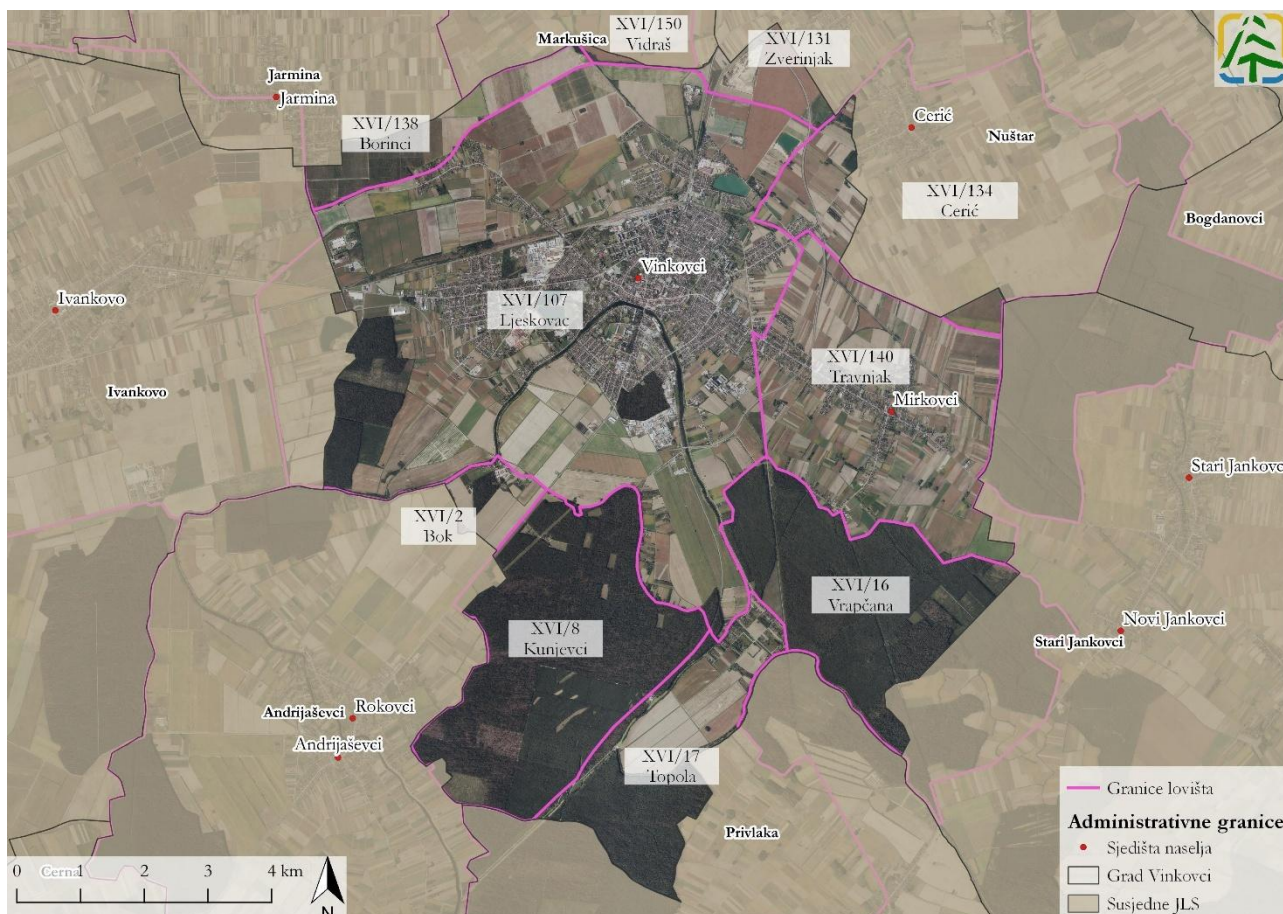 XVI/150
Vidraš
Markušica
XVI/131
Zverinjak
Jarmina
Jarmina
XVI/138
Borinci
Cerić
Nuštar
XVI/134
Cerić
Bogdanovci
Ivankovo
Vinkovci
XVI/107
Ljeskovac
XVI/140
Travnjak
Ivankovo
Mirkovci
Stari Jankovc
XVI/2
Bok
XVI/16
Vrapčana
XVI/8
Kunjevci
Novi Jankovci
Stari Jankovci
Andrijaševci
Rokovci
Andrijaševci
XVI/17
Topola
Privlaka
Granice lovišta
Administrativne granice
Sjedišta naselja
Grad Vinkovci
Susjedne JLS
0 1 2 4 km
Cerna
N